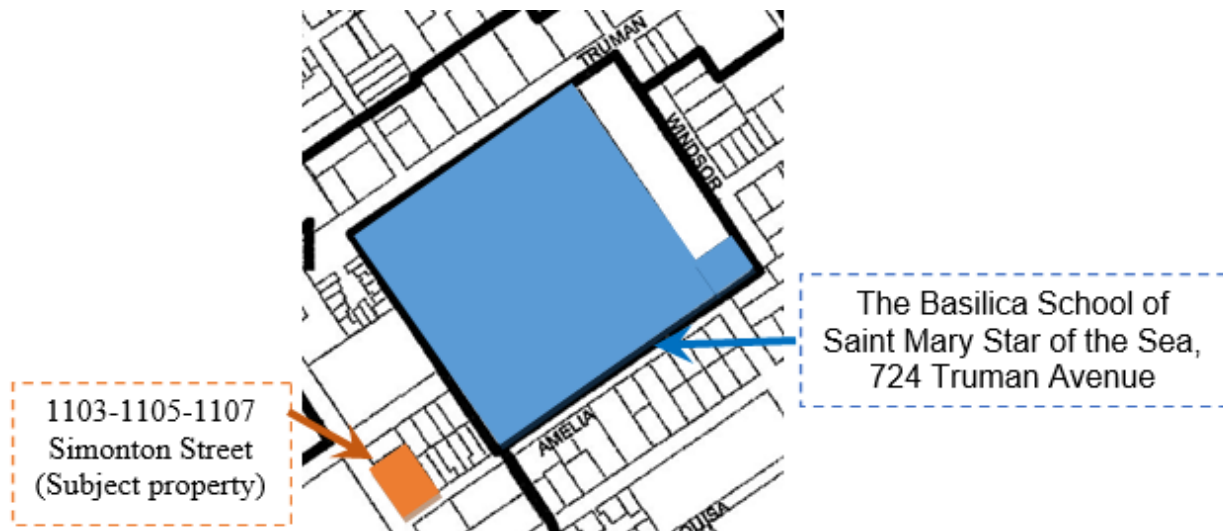 TRUMAN
WINDSOR
The Basilica School of
Saint Mary Star of the Sea,
724 Truman Avenue
1103-1105-1107
Simonton Street
(Subject property)
AMELIA